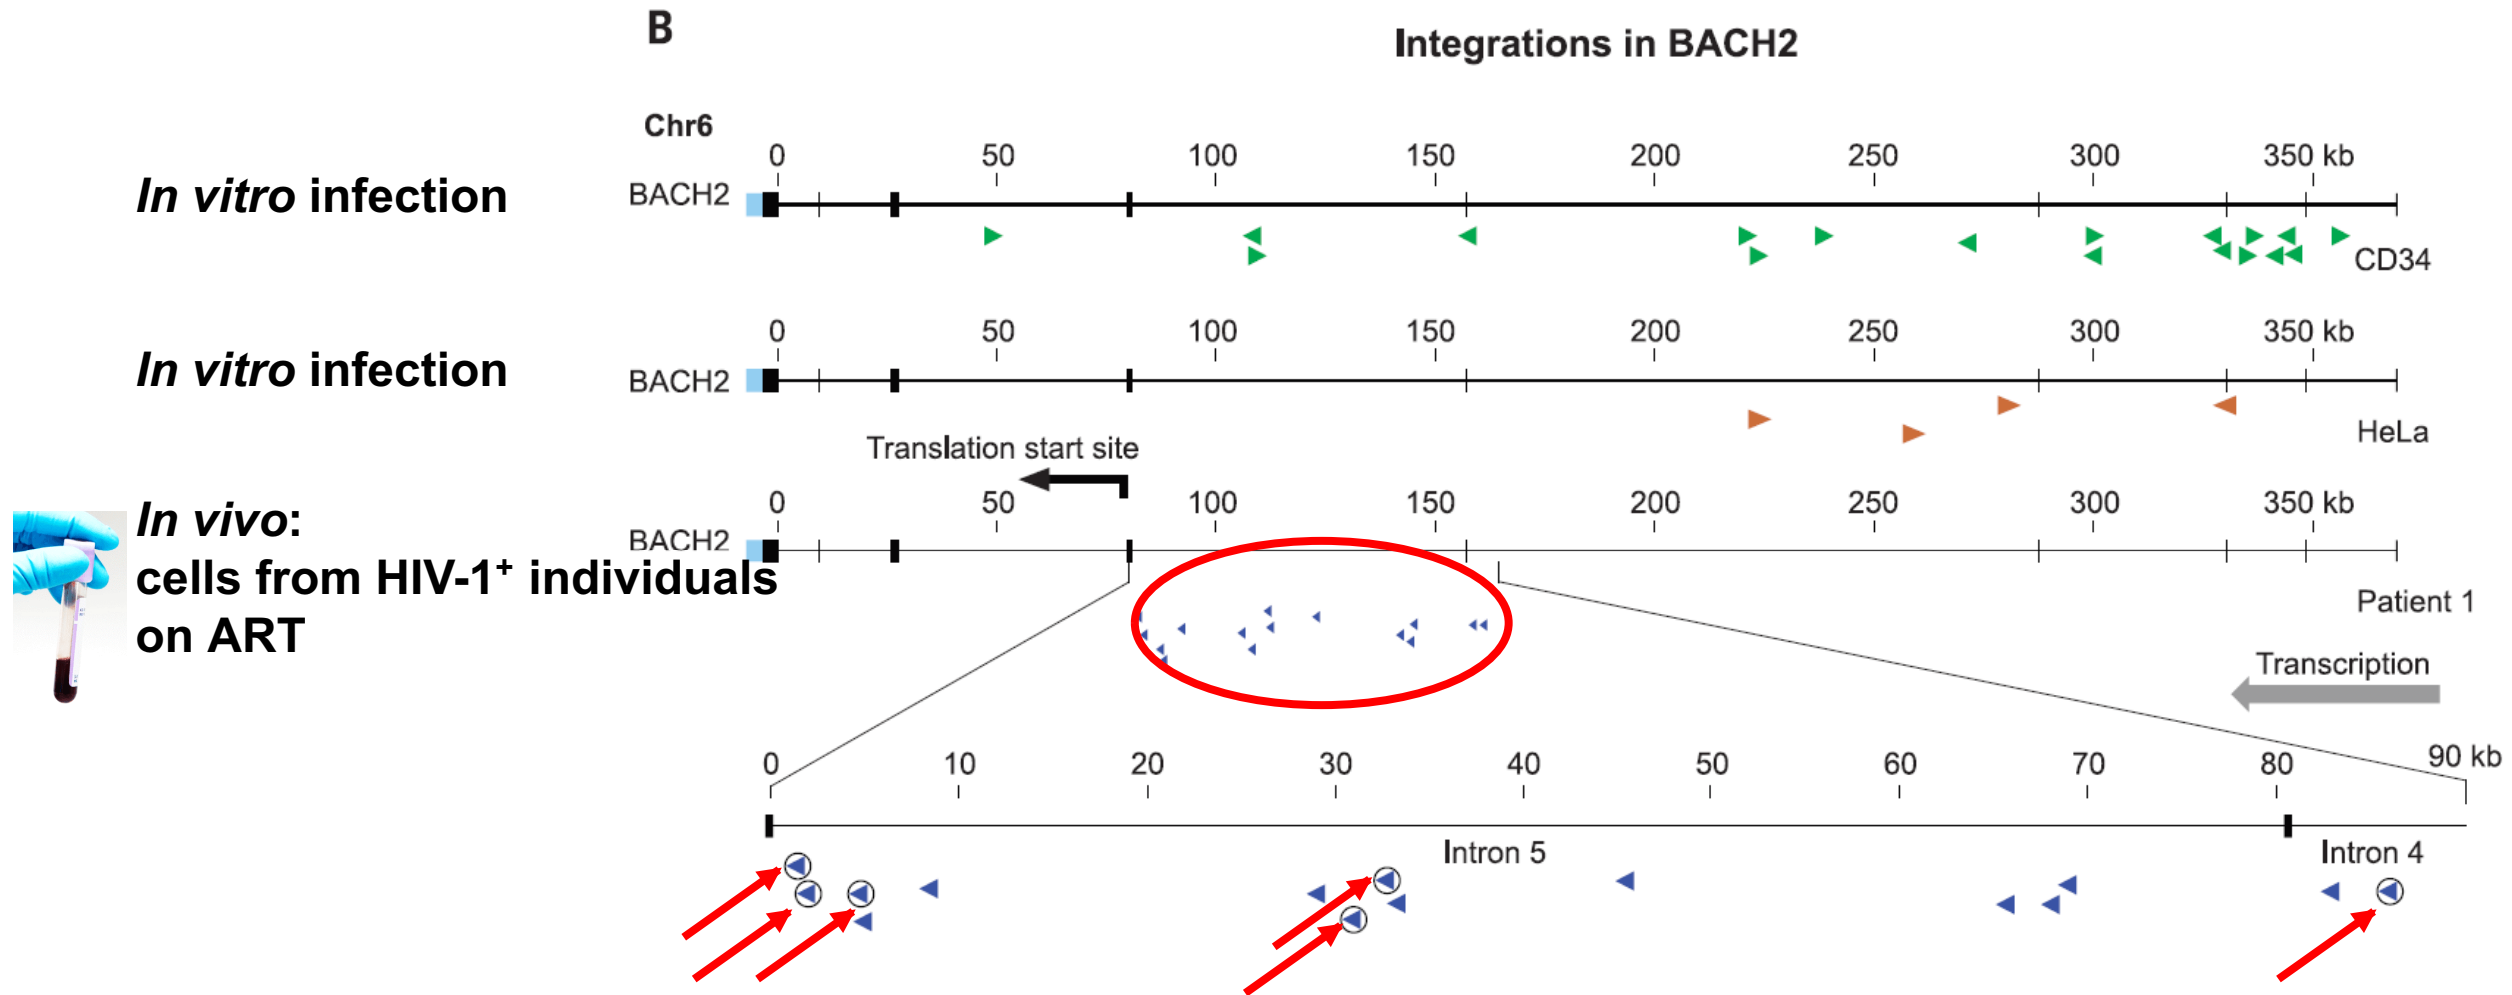 B
Integrations in BACH2
Chr6
0 50 100 150 200 250 300 350 kb
In vitro infection
BACH2
CD34
0 50 100 150 200 250 300 350 kb
In vitro infection
BACH2
HeLa
Translation start site
0 50 100 150 200 250 300 350 kb
In vivo:
BACH2
cells from HIV-1+ individuals
on ART
Patient 1
Transcription
0 10 20 30 40 50 60 70 80 90 kb
Intron 5
Intron 4